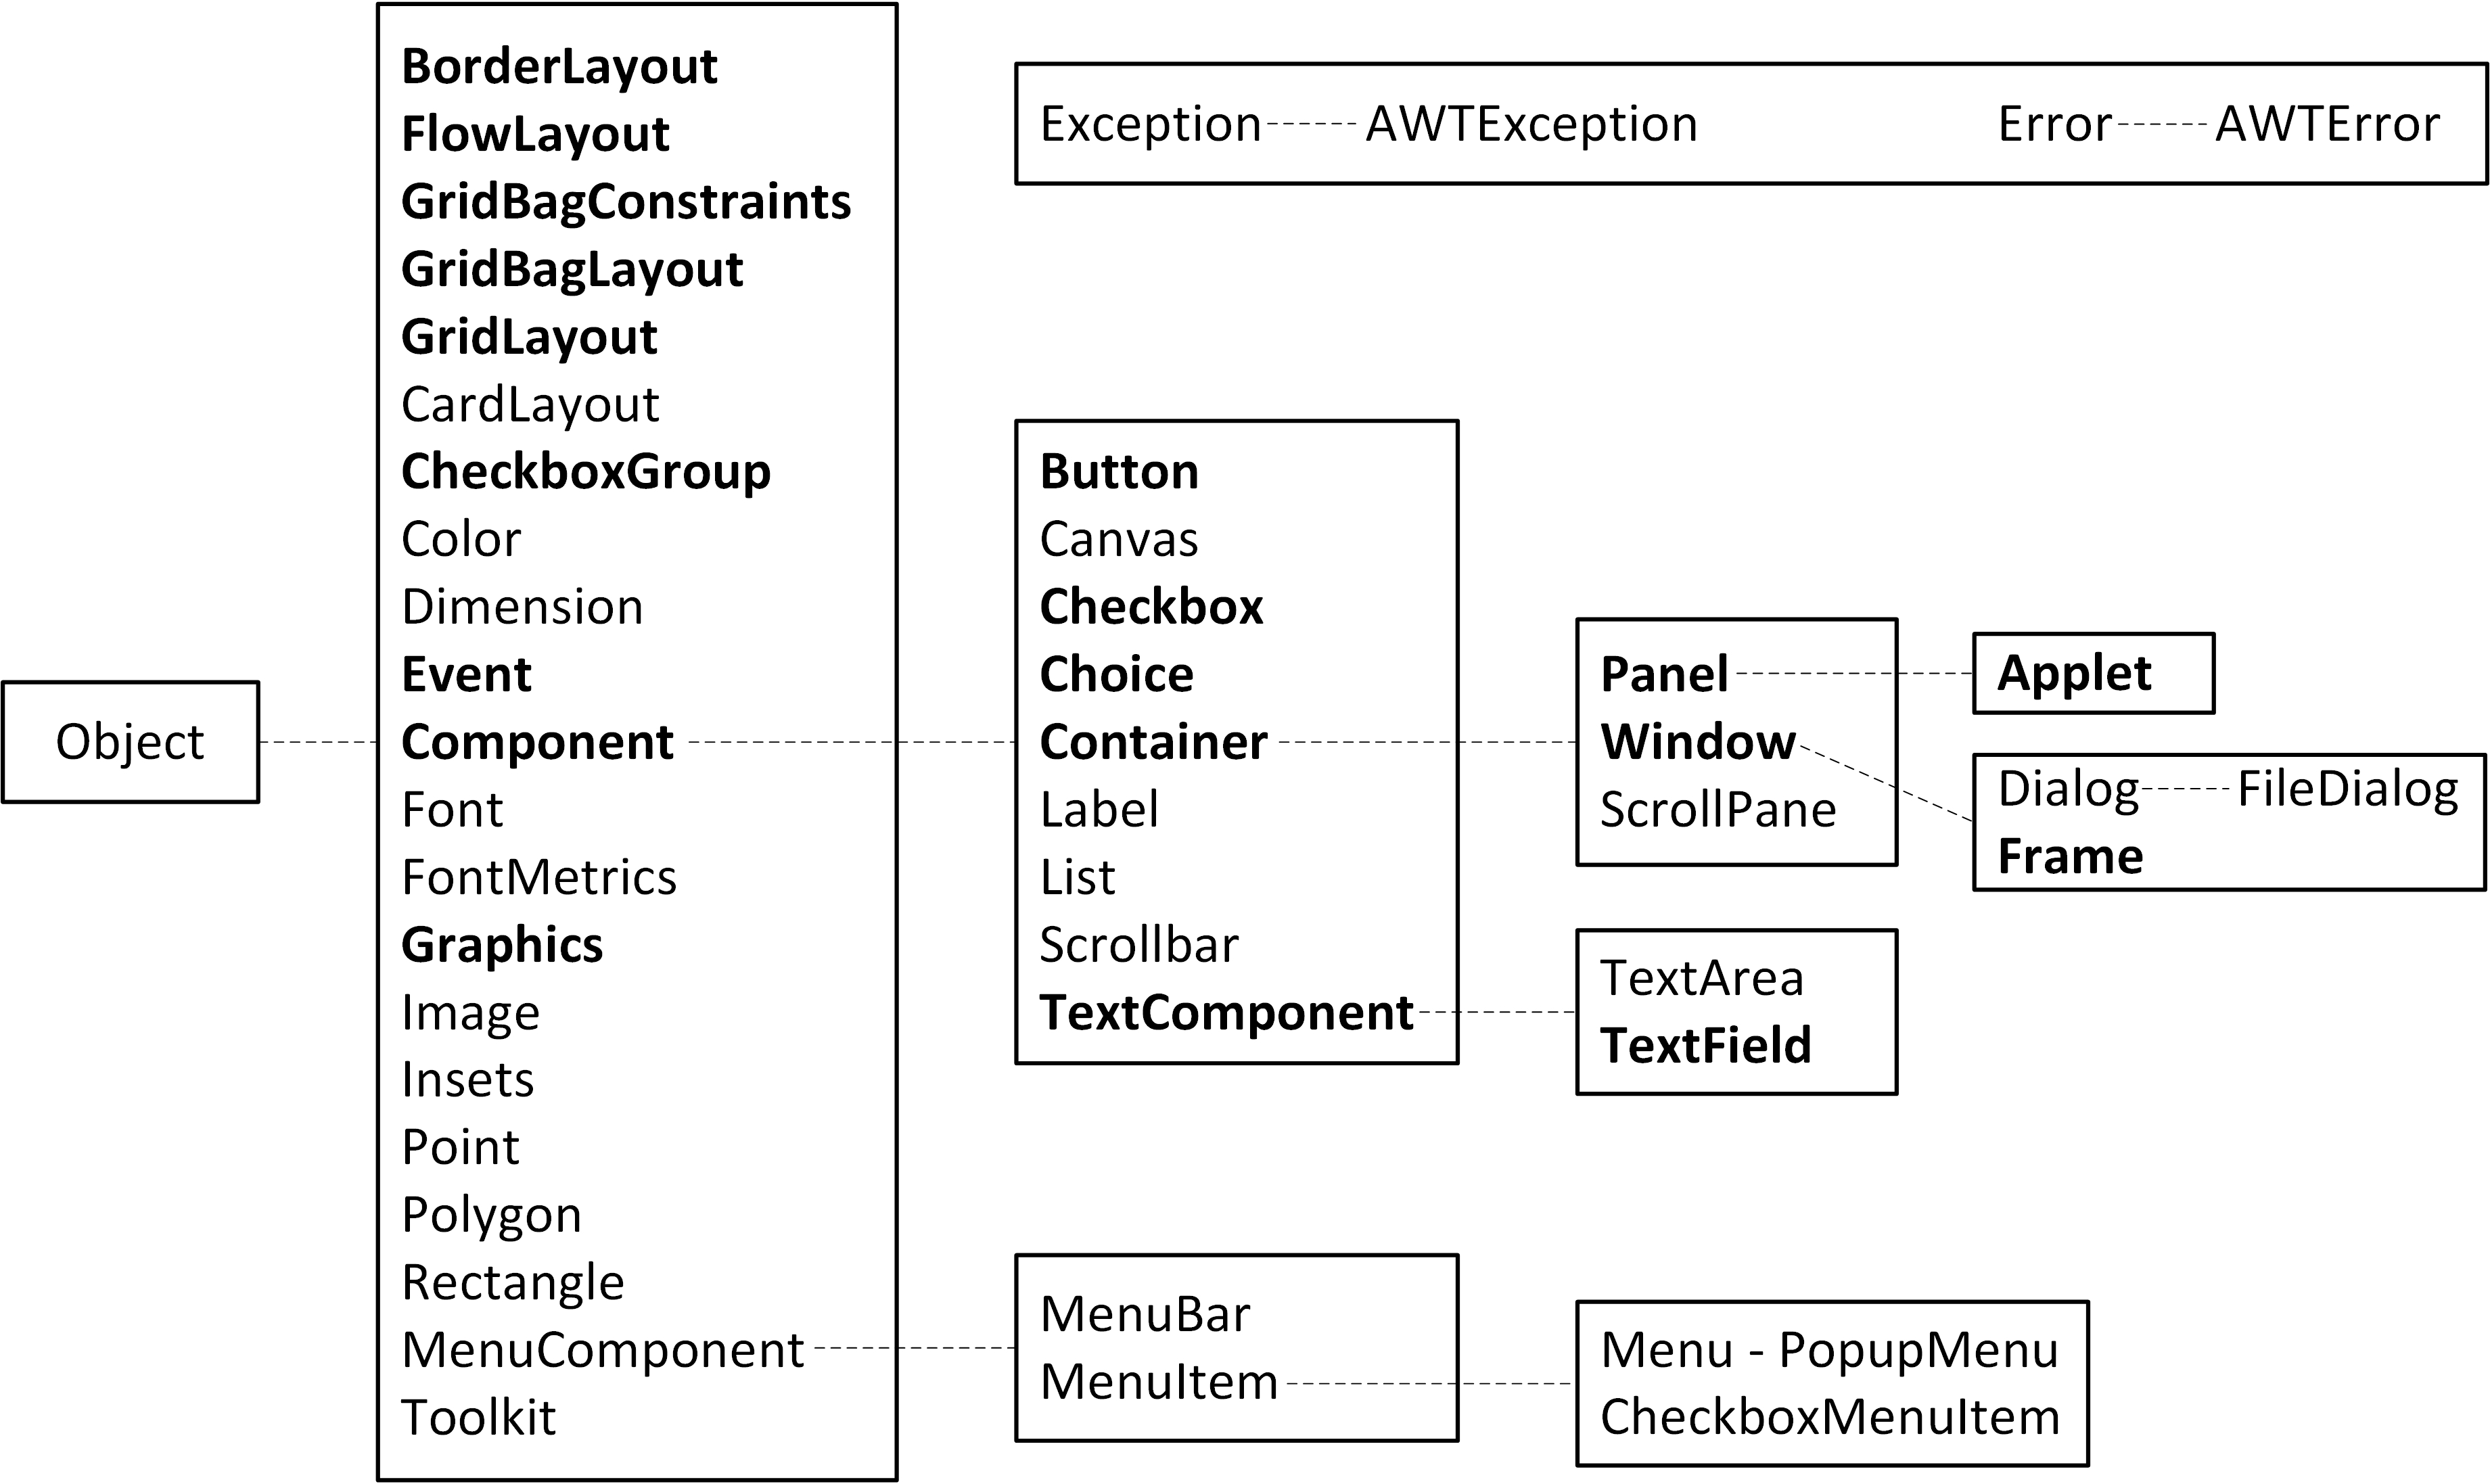 Object
BorderLayout
FlowLayout
GridBagConstraints
GridBagLayout
GridLayout
CardLayout
CheckboxGroup
Color
Dimension
Event
Component
Font
FontMetrics
Graphics
Image
Insets
Point
Polygon
Rectangle
MenuComponent
Toolkit
Exception AWTException Error AWTError
Button
Canvas
Checkbox
Choice
Container
Label
List
Scrollbar
TextComponent
Panel
Window
ScrollPane
Applet
Dialog FileDialog
Frame
TextArea
TextField
MenuBar
MenuItem
Menu - PopupMenu
CheckboxMenuItem